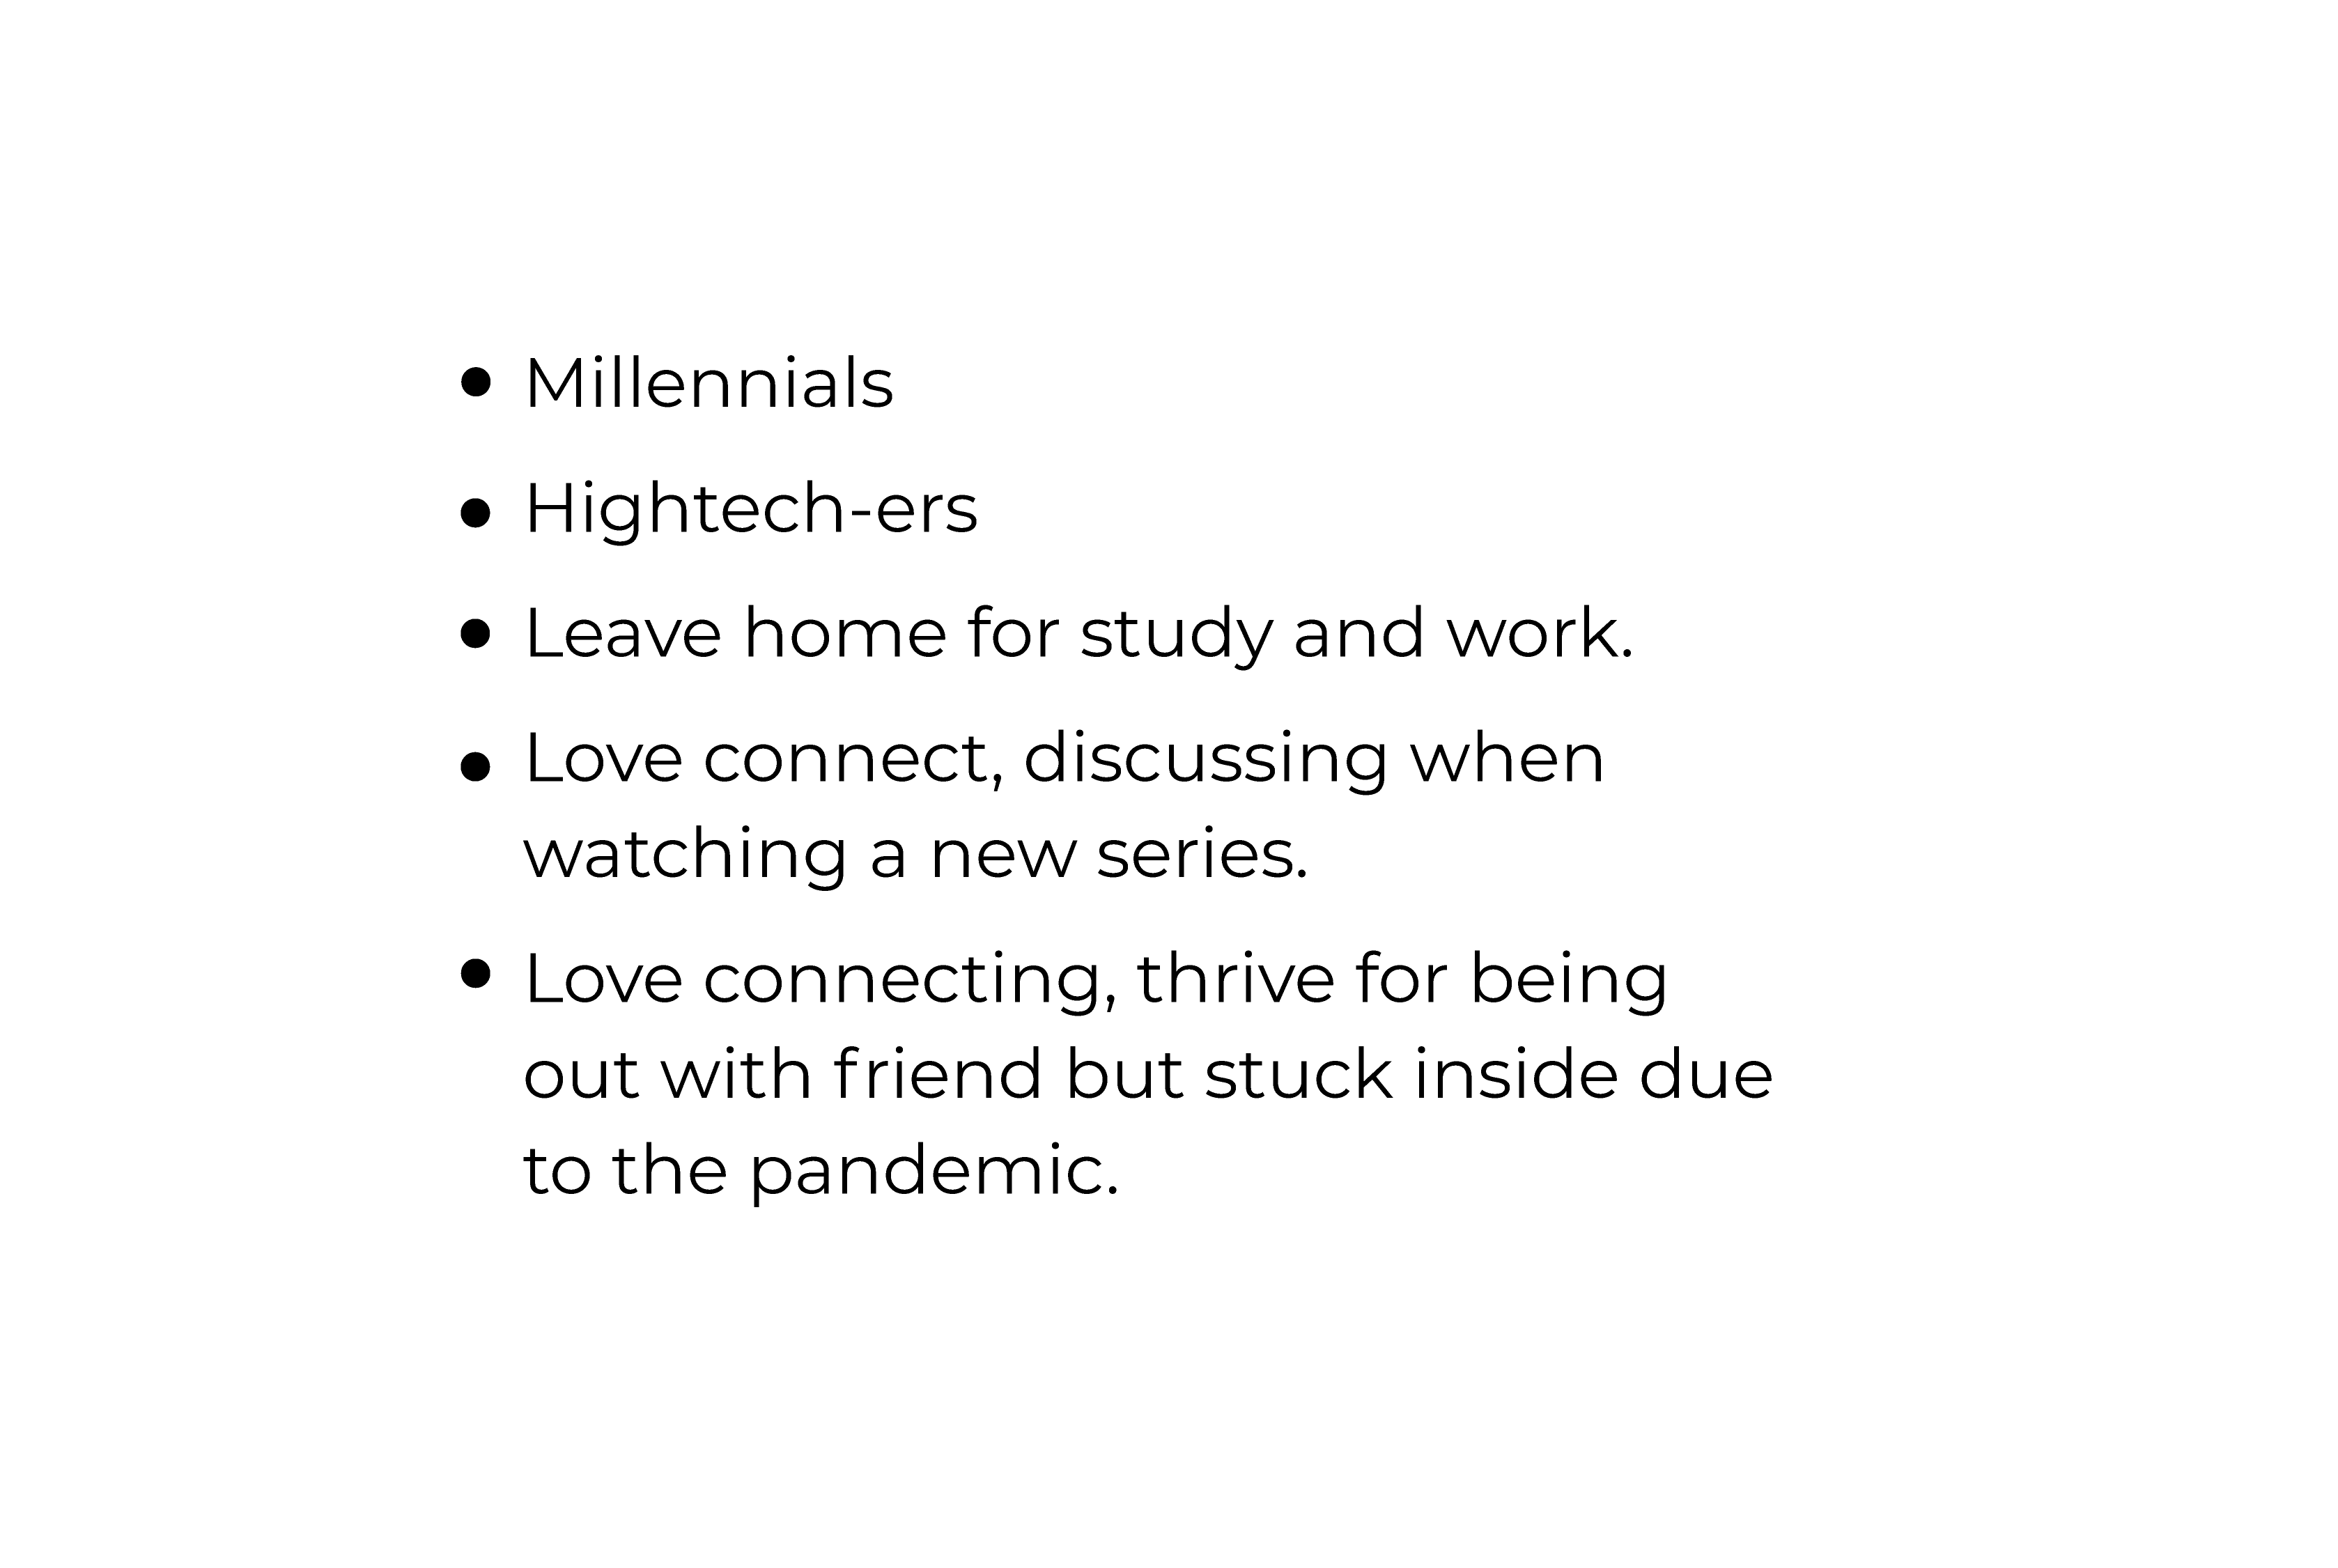 • Millennials
• Hightech-ers
• Leave home for study and work.
• Love connect, discussing when
watching a new series.
• Love connecting, thrive for being
out with friend but stuck inside due
to the pandemic.